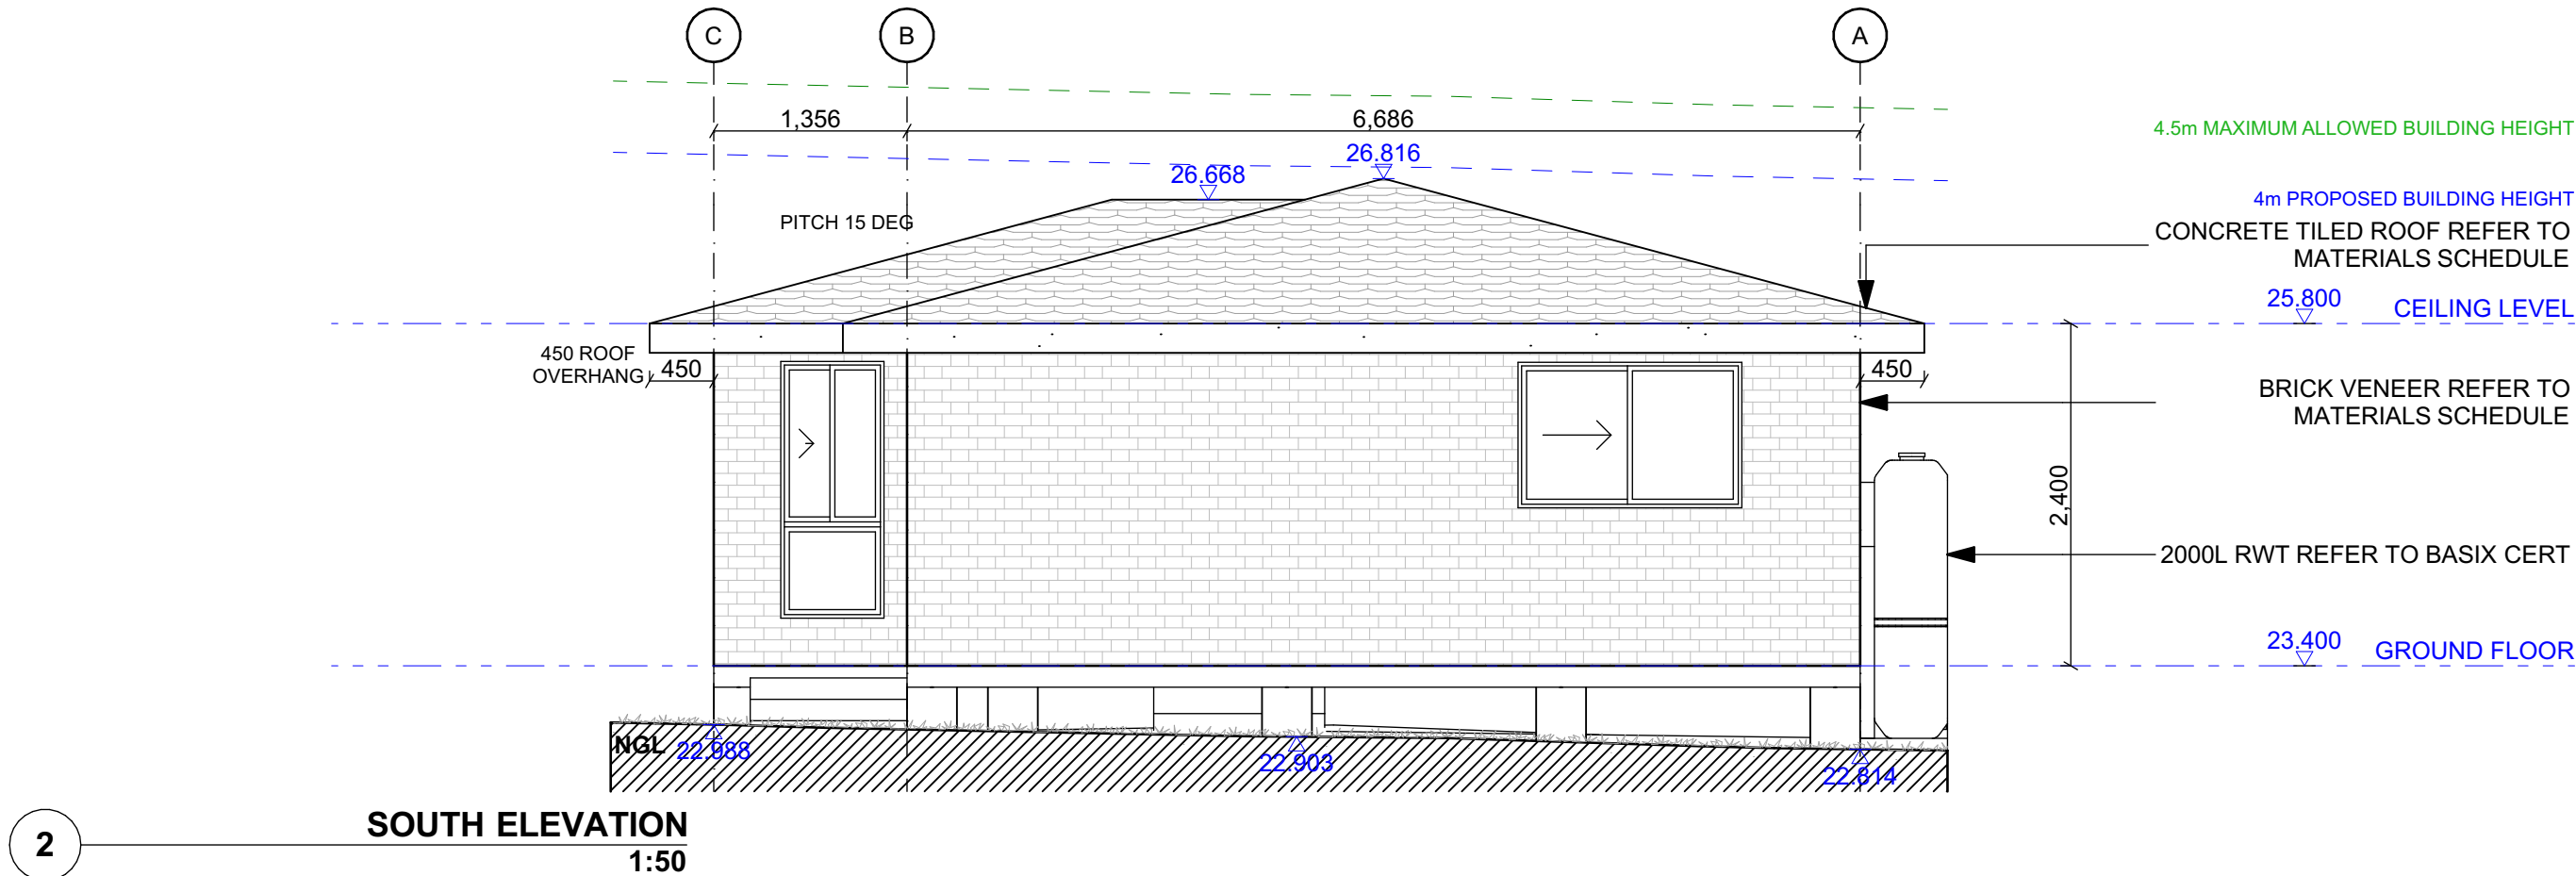 C
B
A
1,356
6,686
4.5m MAXIMUM ALLOWED BUILDING HEIGHT
26.816
26.668
4m PROPOSED BUILDING HEIGHT
PITCH 15 DEG
CONCRETE TILED ROOF REFER TO
MATERIALS SCHEDULE
25.800
CEILING LEVEL
450 ROOF
OVERHANG
450
450
BRICK VENEER REFER TO
MATERIALS SCHEDULE
2,400
2000L RWT REFER TO BASIX CERT
23.400
GROUND FLOOR
NGL
22.988
22.903
22.814
2
SOUTH ELEVATION
1:50